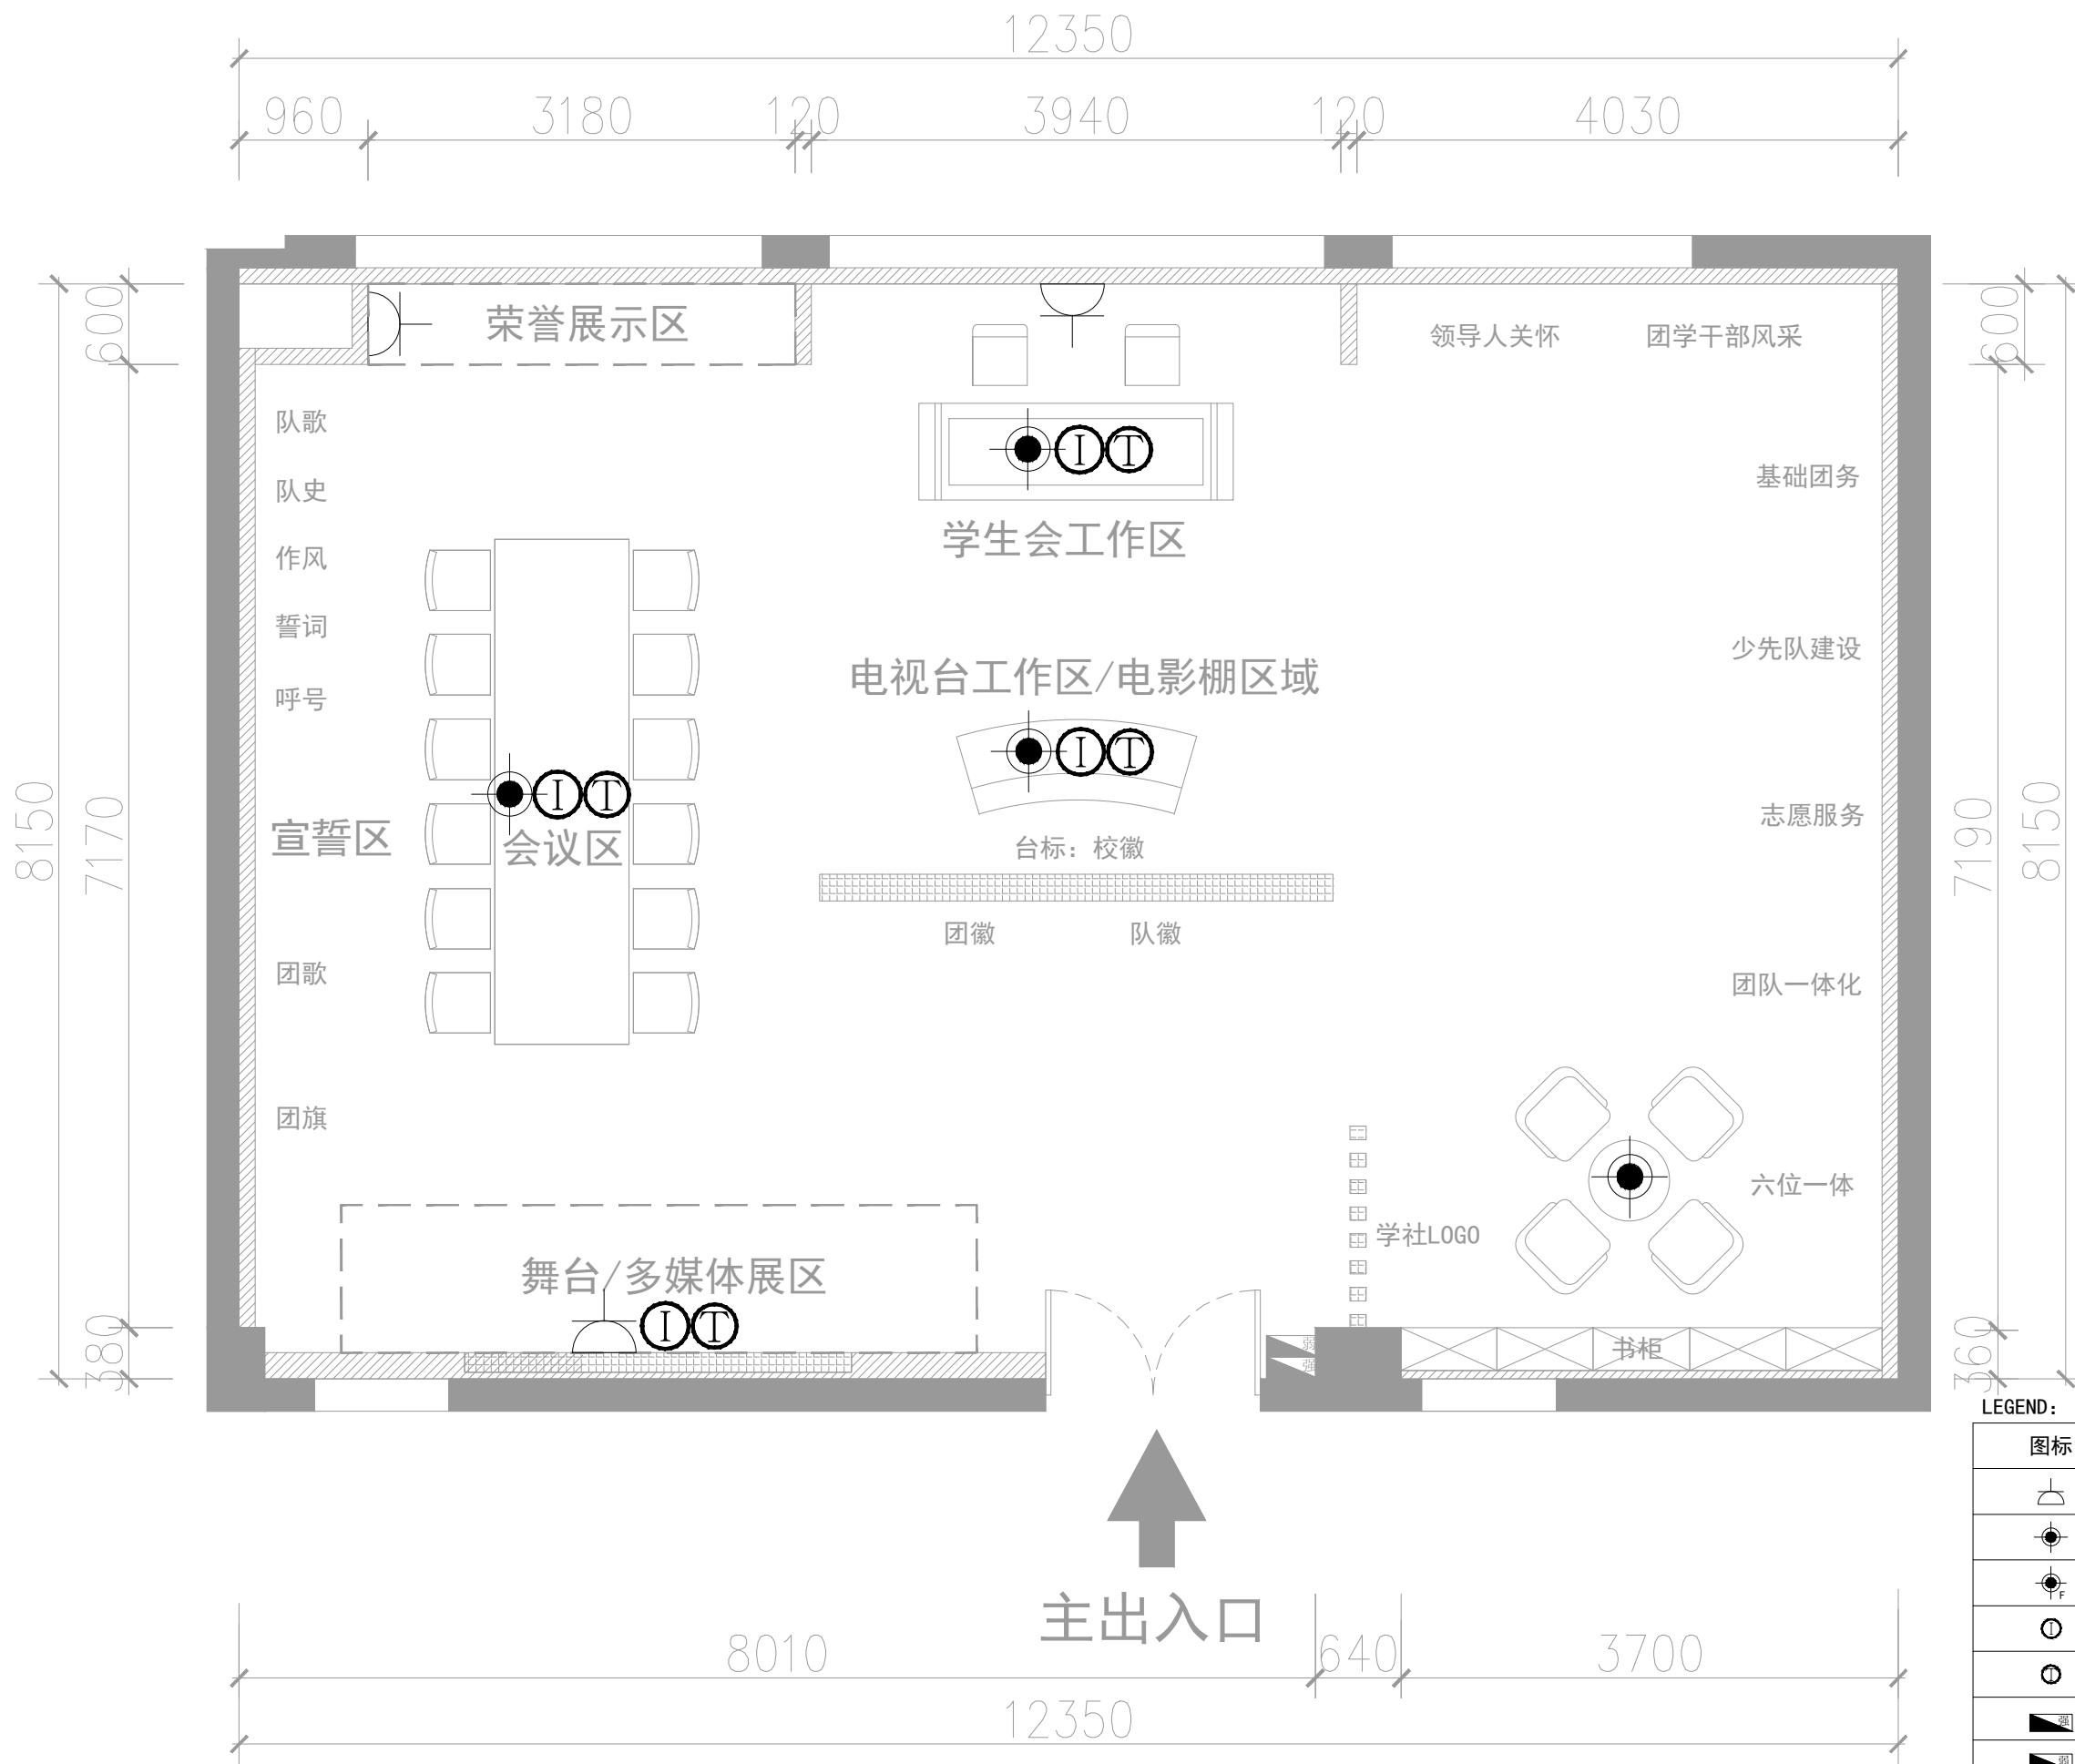 12350
960 3180 120 3940 120 4030
600
荣誉展示区
领导人关怀 团学干部风采
600
队歌
I T
基础团务
队史
学生会工作区
作风
誓词
电视台工作区/电影棚区域
少先队建设
呼号
I T
I T
8150 7170
宣誓区
会议区
台标：校徽
志愿服务
7190 8150
团徽 队徽
团歌
团队一体化
团旗
六位一体
学社LOGO
舞台/多媒体展区
I T
380
弱
强
书柜
360
LEGEND:
图标
F
主出入口
I
8010 640 3700
T
12350
强
弱